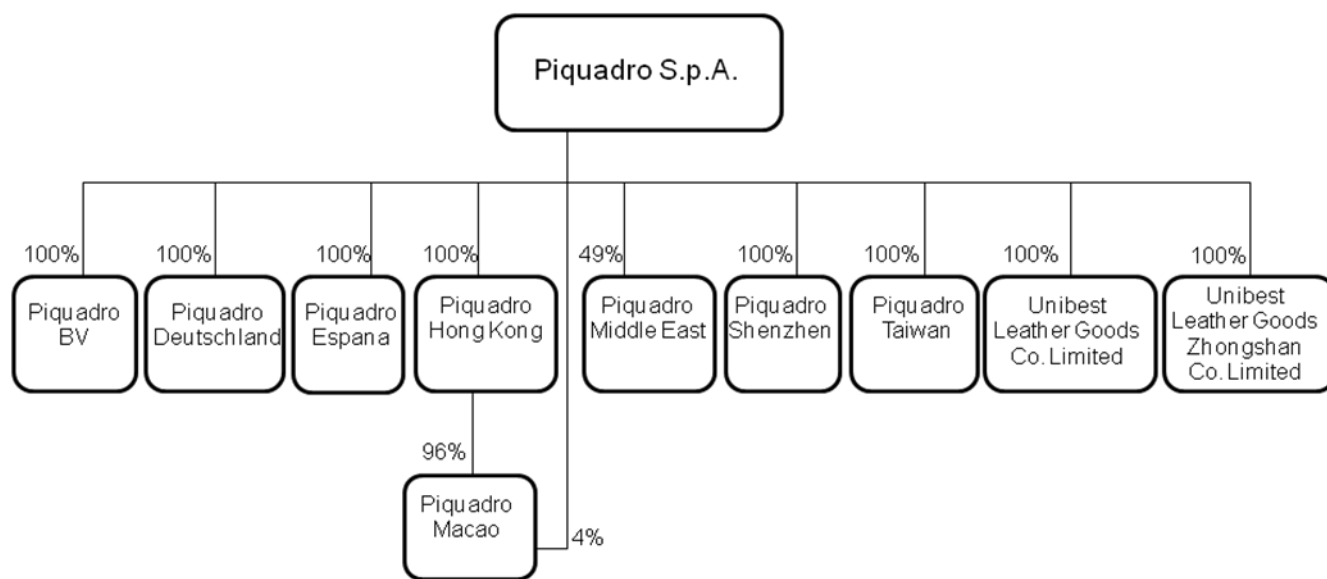 Piquadro S.p.A.
100%
100%
100%
100%
49%
100%
100%
100%
100%
Piquadro
BV
Piquadro
Deutschland
Piquadro
Espana
Piquadro
Hong Kong
Piquadro
Middle East
Piquadro
Shenzhen
Piquadro
Taiwan
Unibest
Leather Goods
Co. Limited
Unibest
Leather Goods
Zhongshan
Co. Limited
96%
Piquadro
Macao
4%